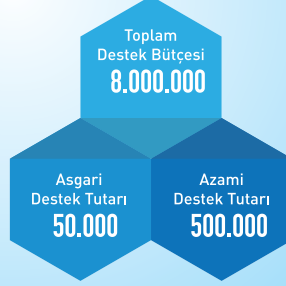 Toplam
Destek Bütçesi
8.000.000
Asgari
Destek Tutarı
50.000
Azami
Destek Tutarı
500.000